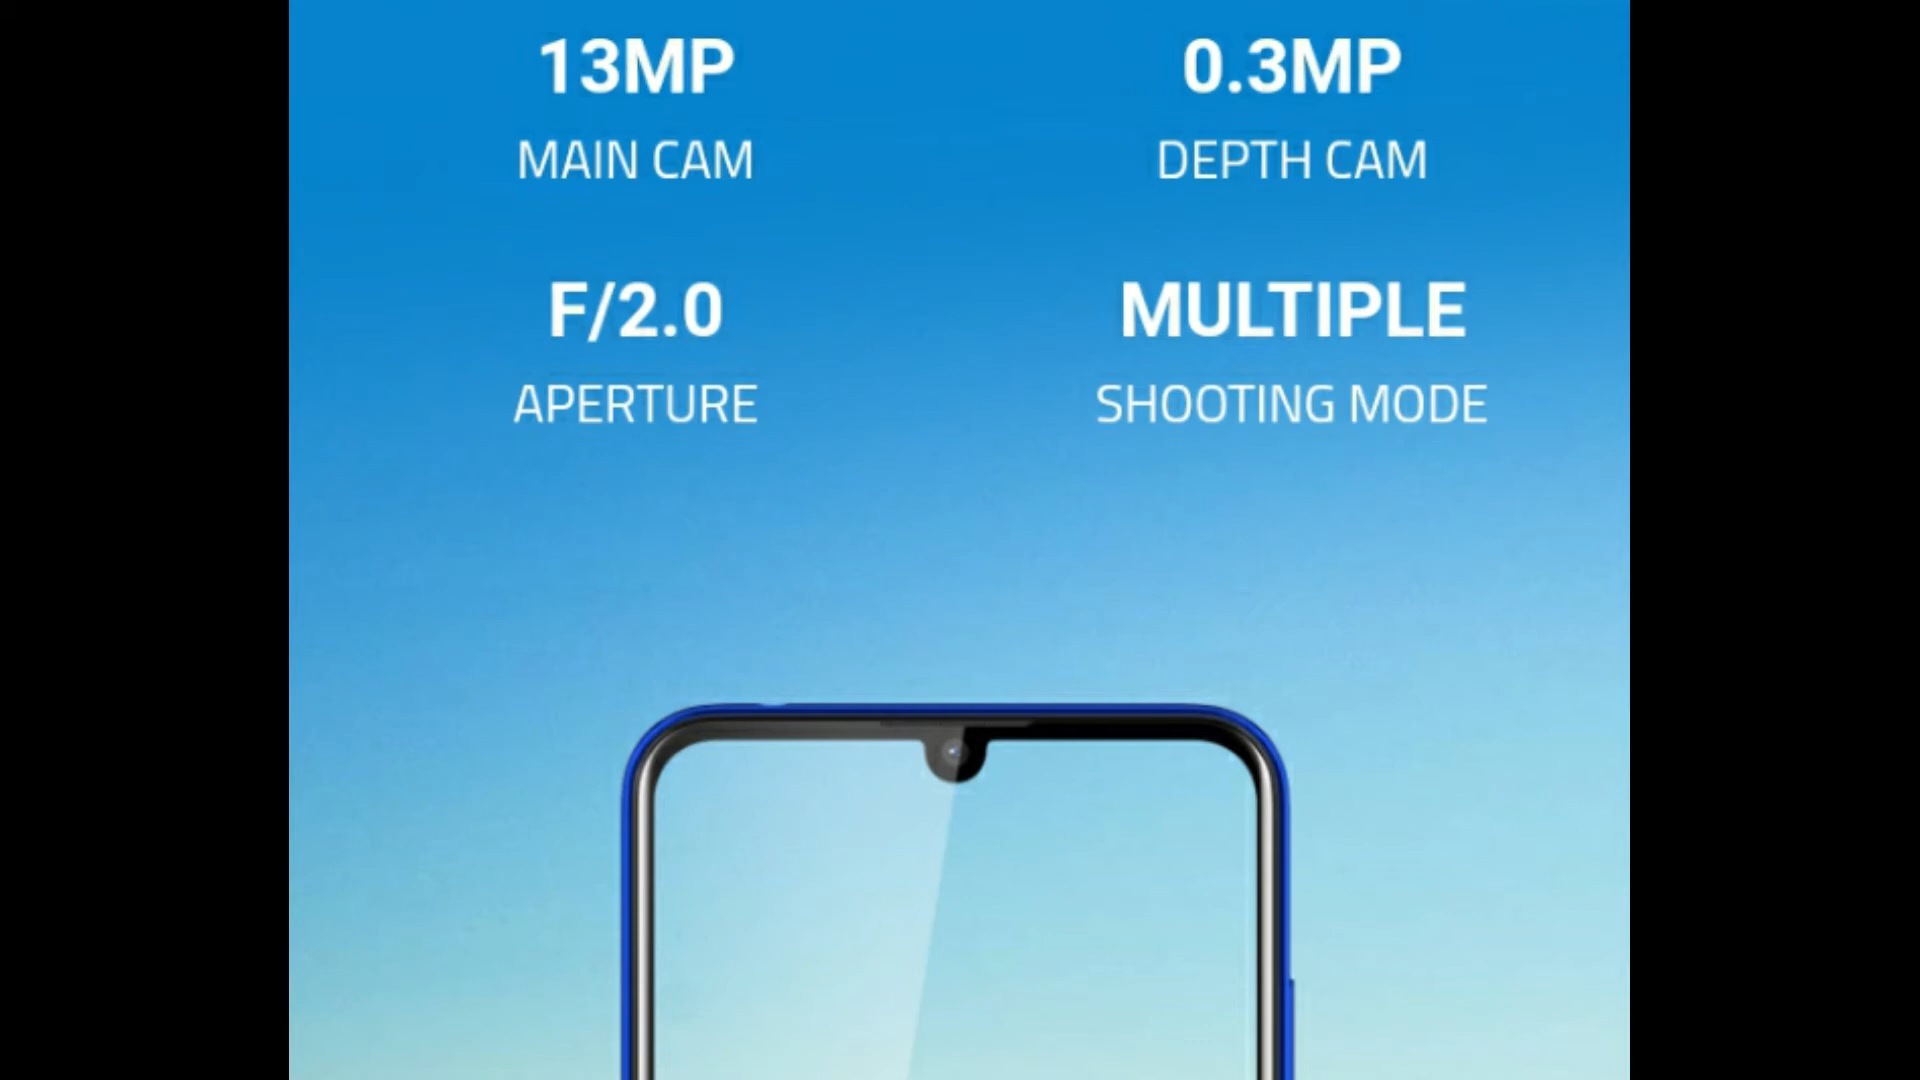 13MP
MAIN CAM
0.3MP
DEPTH CAM
F/2.0
APERTURE
MULTIPLE
SHOOTING MODE